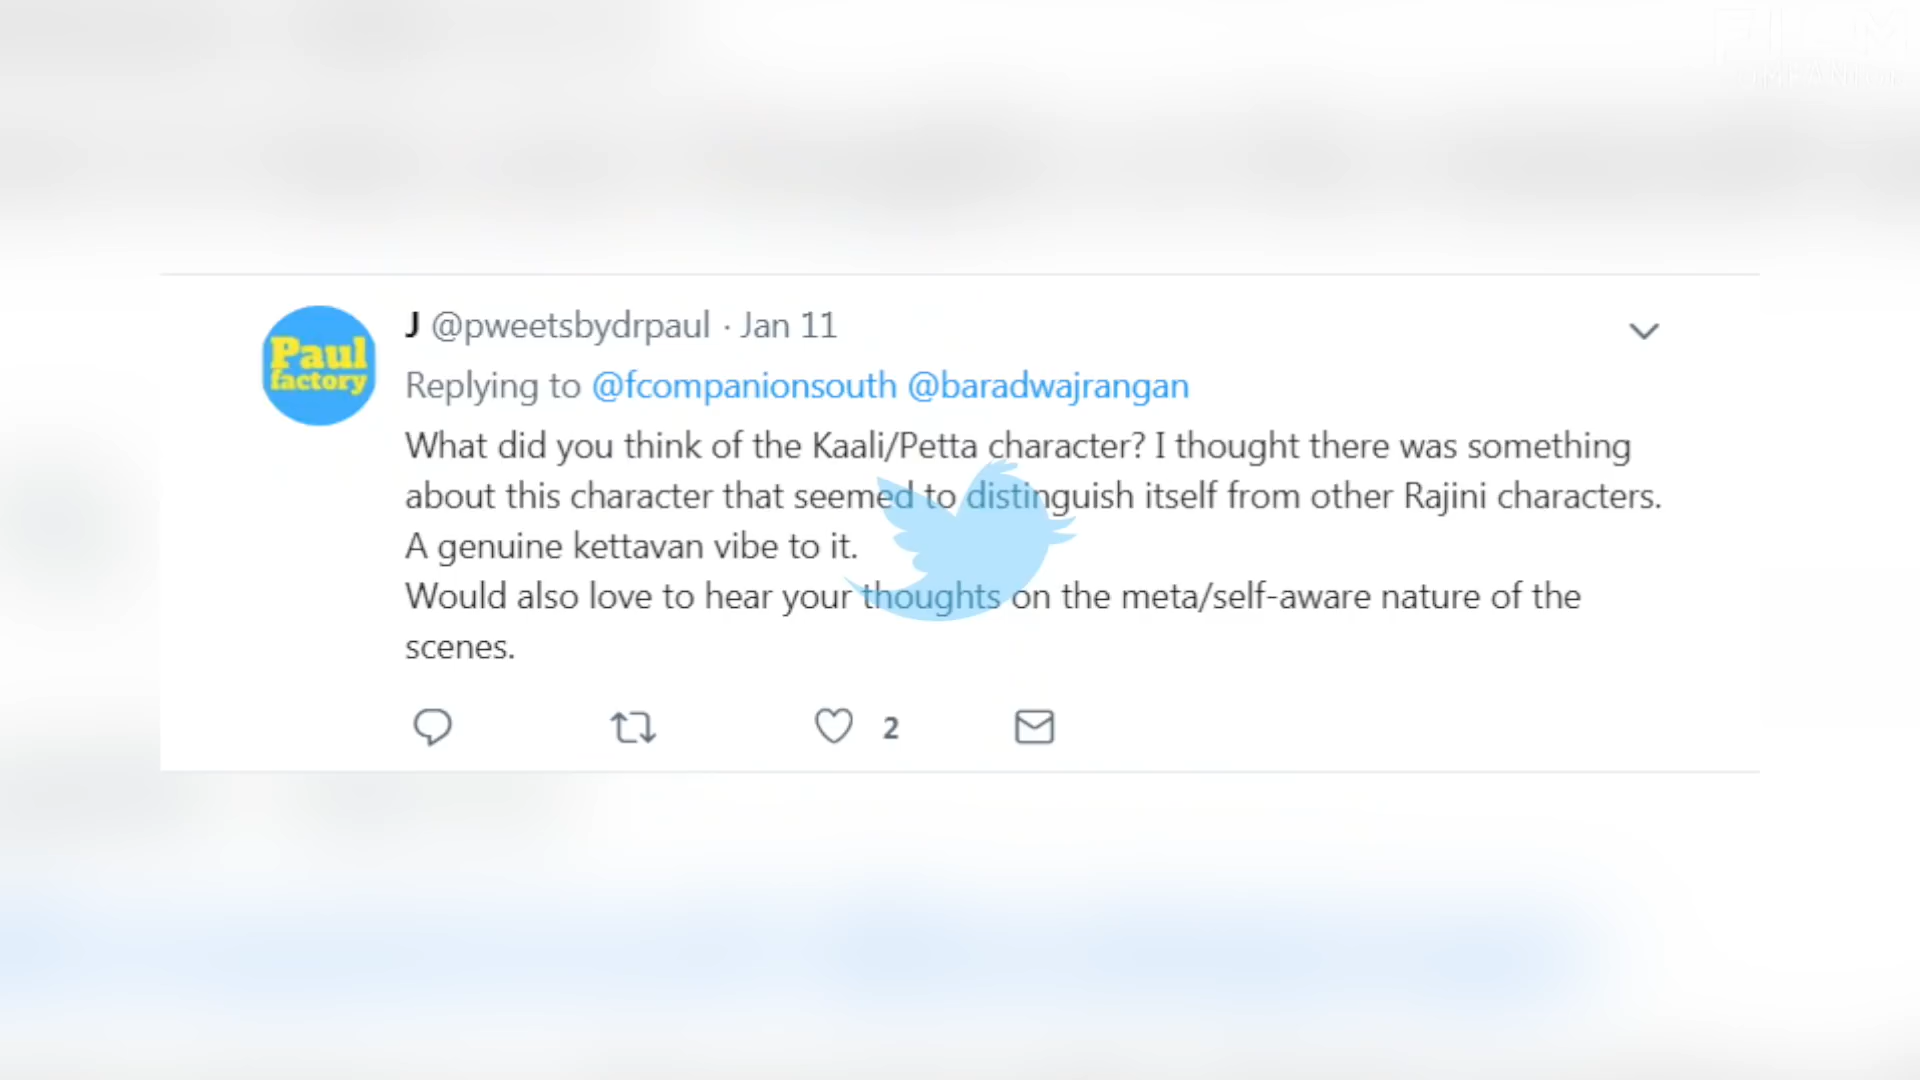 FILM
COMPANION
Paul
factory
J @pweetsbydrpaul · Jan 11
Replying to @fcompanionsouth @baradwajrangan
What did you think of the Kaali/Petta character? I thought there was something
about this character that seemed to distinguish itself from other Rajini characters.
A genuine kettavan vibe to it.
Would also love to hear your thoughts on the meta/self-aware nature of the
scenes.
2